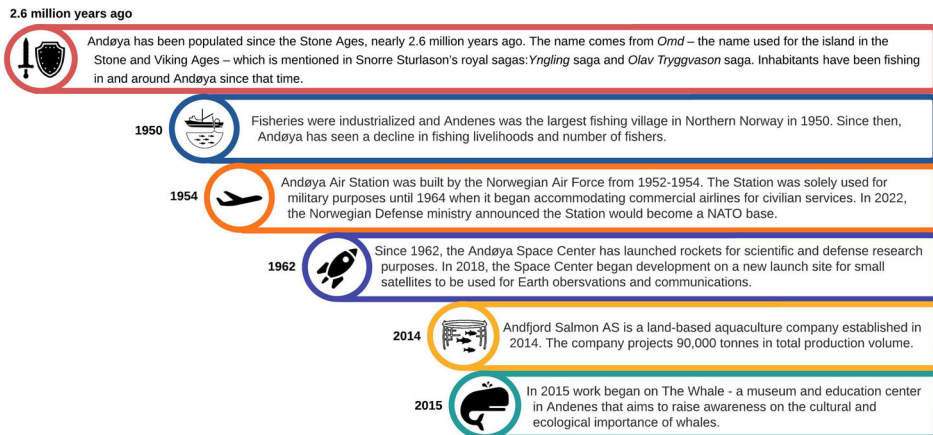 2.6 million years ago
Andøya has been populated since the Stone Ages, nearly 2.6 million years ago. The name comes from Omd – the name used for the island in the
Stone and Viking Ages – which is mentioned in Snorre Sturlason's royal sagas:Yngling saga and Olav Tryggvason saga. Inhabitants have been fishing
in and around Andøya since that time.
1950
Fisheries were industrialized and Andenes was the largest fishing village in Northern Norway in 1950. Since then,
Andøya has seen a decline in fishing livelihoods and number of fishers.
1954
Andøya Air Station was built by the Norwegian Air Force from 1952-1954. The Station was solely used for
military purposes until 1964 when it began accommodating commercial airlines for civilian services. In 2022,
the Norwegian Defense ministry announced the Station would become a NATO base.
1962
Since 1962, the Andøya Space Center has launched rockets for scientific and defense research
purposes. In 2018, the Space Center began development on a new launch site for small
satellites to be used for Earth obersvations and communications.
2014
Andfjord Salmon AS is a land-based aquaculture company established in
2014. The company projects 90,000 tonnes in total production volume.
2015
In 2015 work began on The Whale - a museum and education center
in Andenes that aims to raise awareness on the cultural and
ecological importance of whales.